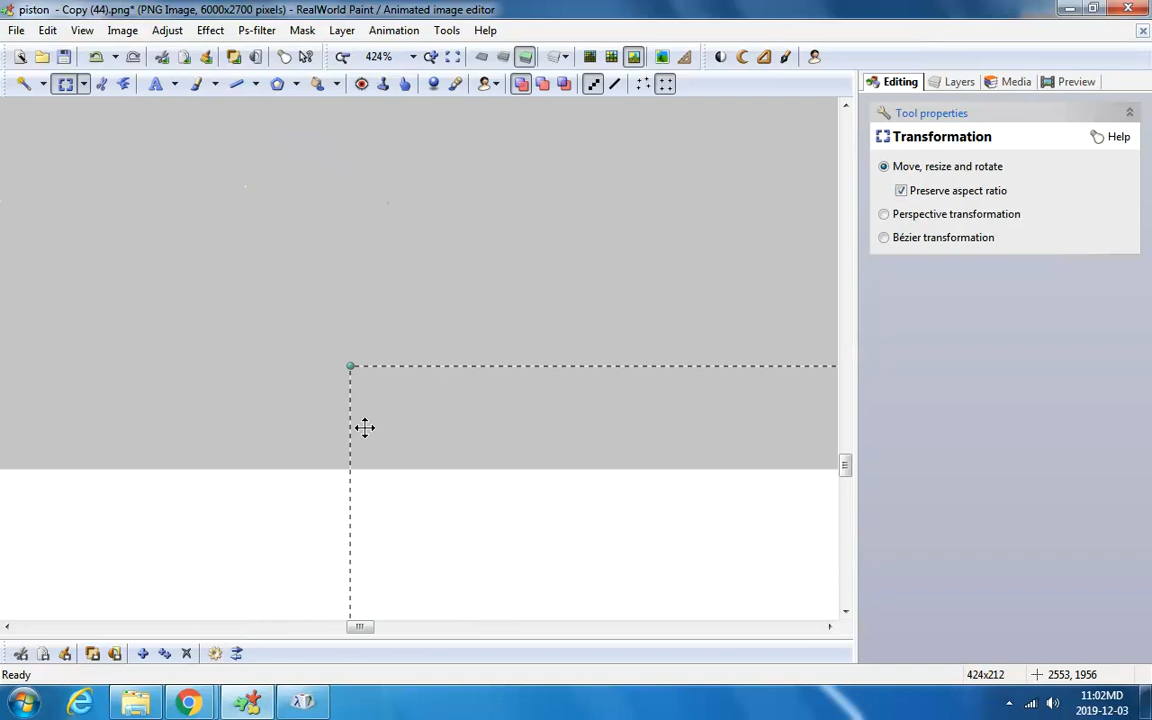 piston - Copy (44).png* (PNG Image, 6000x2700 pixels) - RealWorld Paint / Animated image editor
File Edit View Image Adjust Effect Ps-filter Mask Layer Animation Tools Help
424%
Editing Layers Media Preview
Tool properties
Transformation Help
Move, resize and rotate
Preserve aspect ratio
Perspective transformation
Bézier transformation
Ready 424x212 2553, 1956
11:02MD
2019-12-03